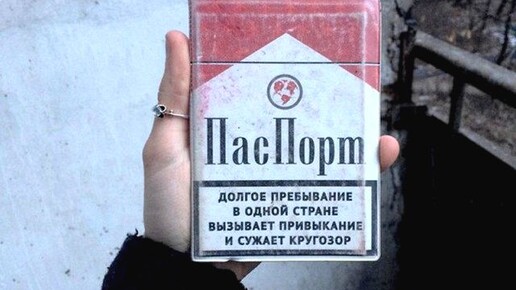 ПасПорт
ДОЛГОЕ ПРЕБЫВАНИЕ
В ОДНОЙ СТРАНЕ
ВЫЗЫВАЕТ ПРИВЫКАНИЕ
И СУЖАЕТ КРУГОЗОР